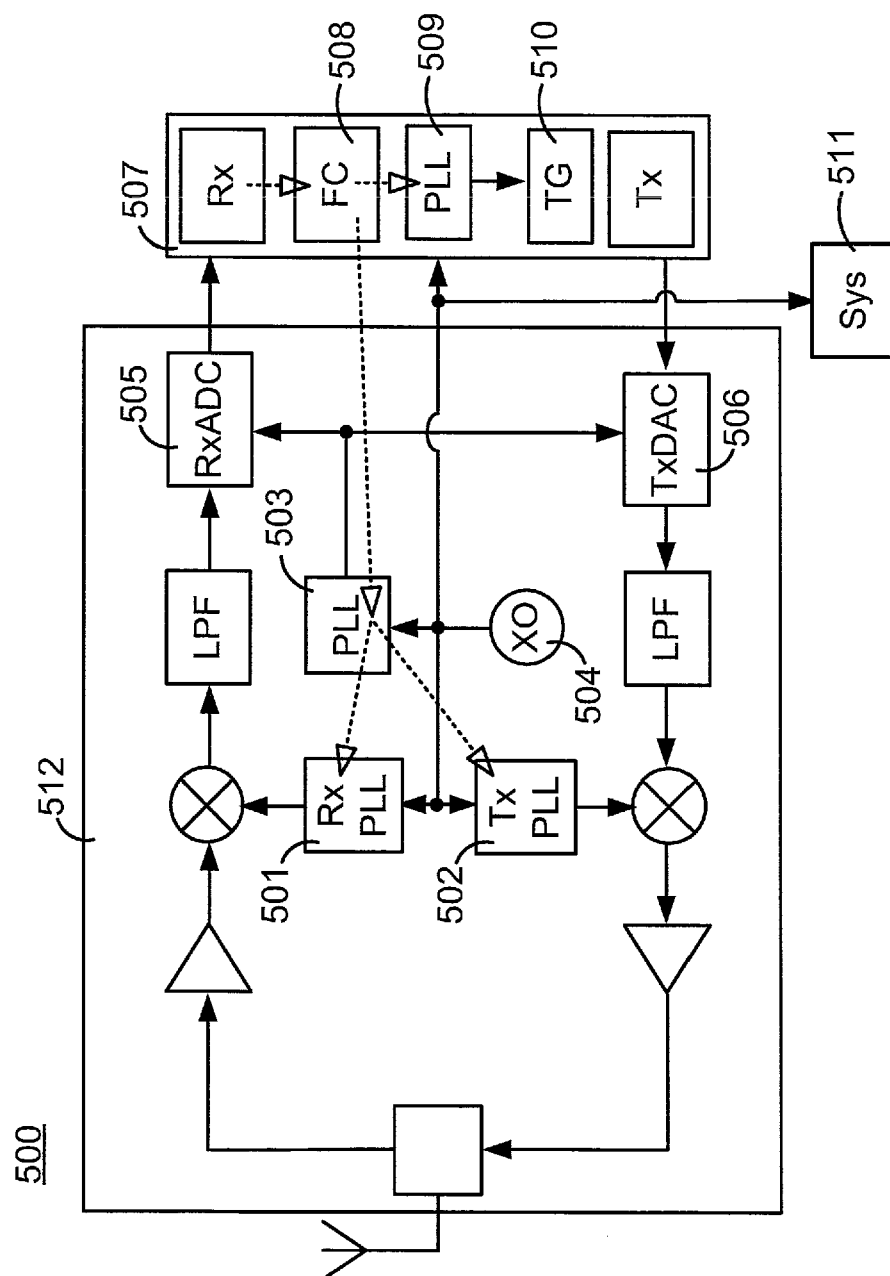 500
512
LPF
RxADC
505
507
Rx
FC
508
PLL
509
TG
510
Tx
501
Rx
PLL
503
PLL
502
Tx
PLL
XO
504
LPF
TxDAC
506
Sys
511